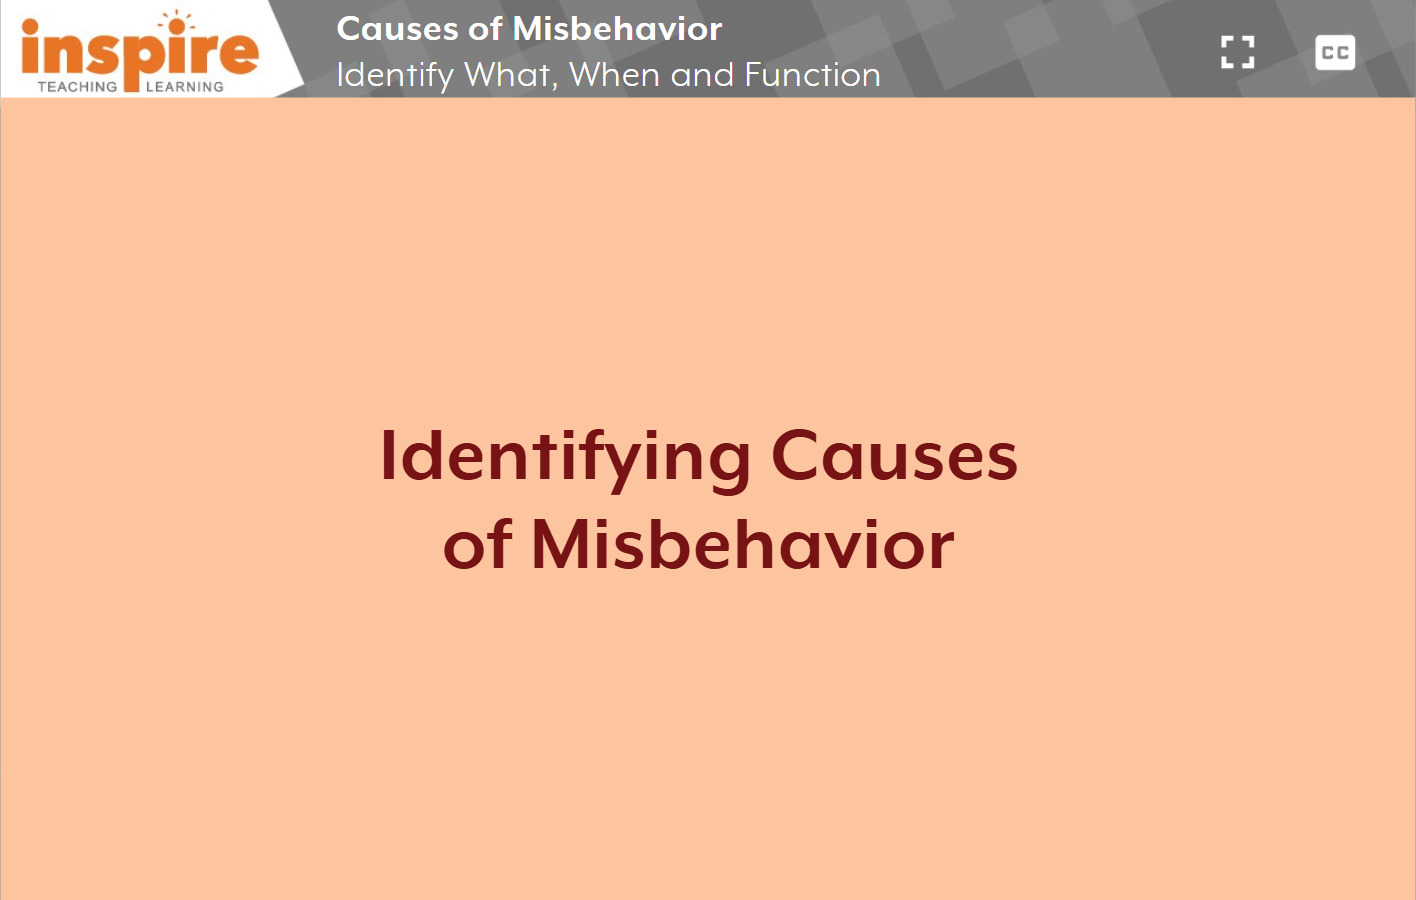 inspire
TEACHING LEARNING
Causes of Misbehavior
Identify What, When and Function
CC
Identifying Causes
of Misbehavior